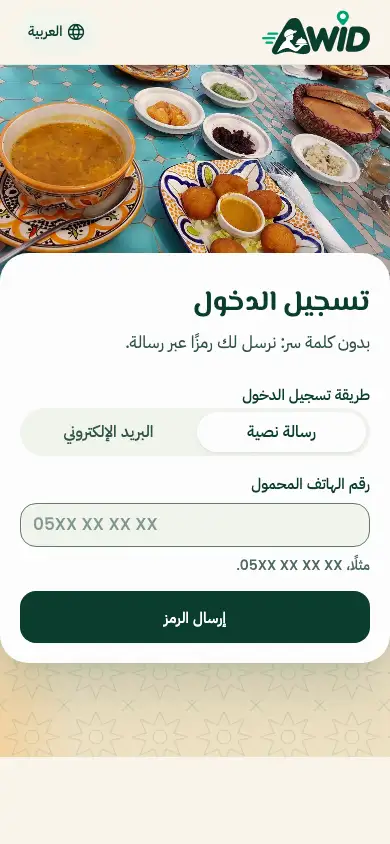 AWID
العربية
تسجيل الدخول
بدون كلمة سر: نرسل لك رمزًا عبر رسالة.
طريقة تسجيل الدخول
رسالة نصية
البريد الإلكتروني
رقم الهاتف المحمول
05XX XX XX XX
مثلًا، 05XX XX XX XX.
إرسال الرمز